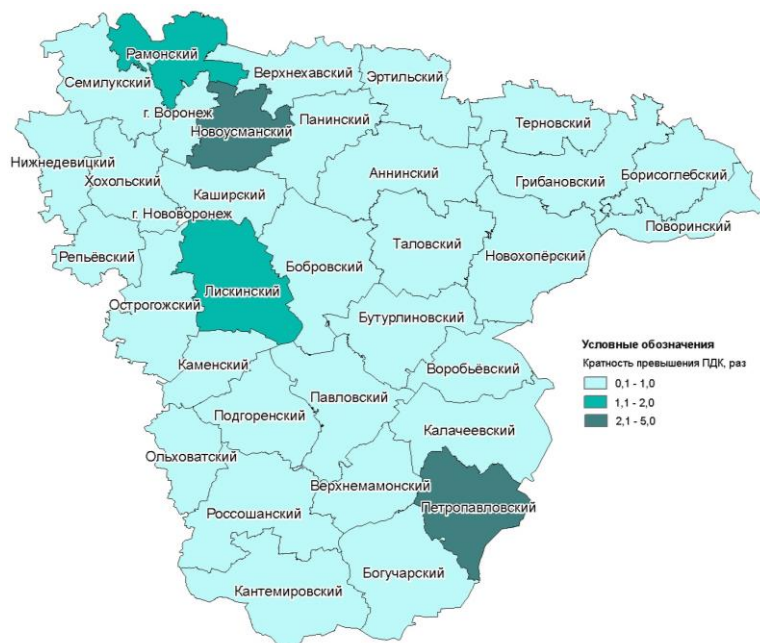 Рамонский
Семилукский
Верхнехавский
Эртильский
г. Воронеж
Новоусманский
Панинский
Терновский
Нижнедевицкий
Хохольский
Аннинский
Грибановский
Борисоглебский
Каширский
г. Нововоронеж
Поворинский
Репьёвский
Бобровский
Таловский
Новохопёрский
Острогожский
Лискинский
Бутурлиновский
Каменский
Воробьёвский
Павловский
Подгоренский
Калачеевский
Ольховатский
Верхнемамонский
Петропавловский
Россошанский
Богучарский
Кантемировский
Условные обозначения
Кратность превышения ПДК, раз
0,1 - 1,0
1,1 - 2,0
2,1 - 5,0